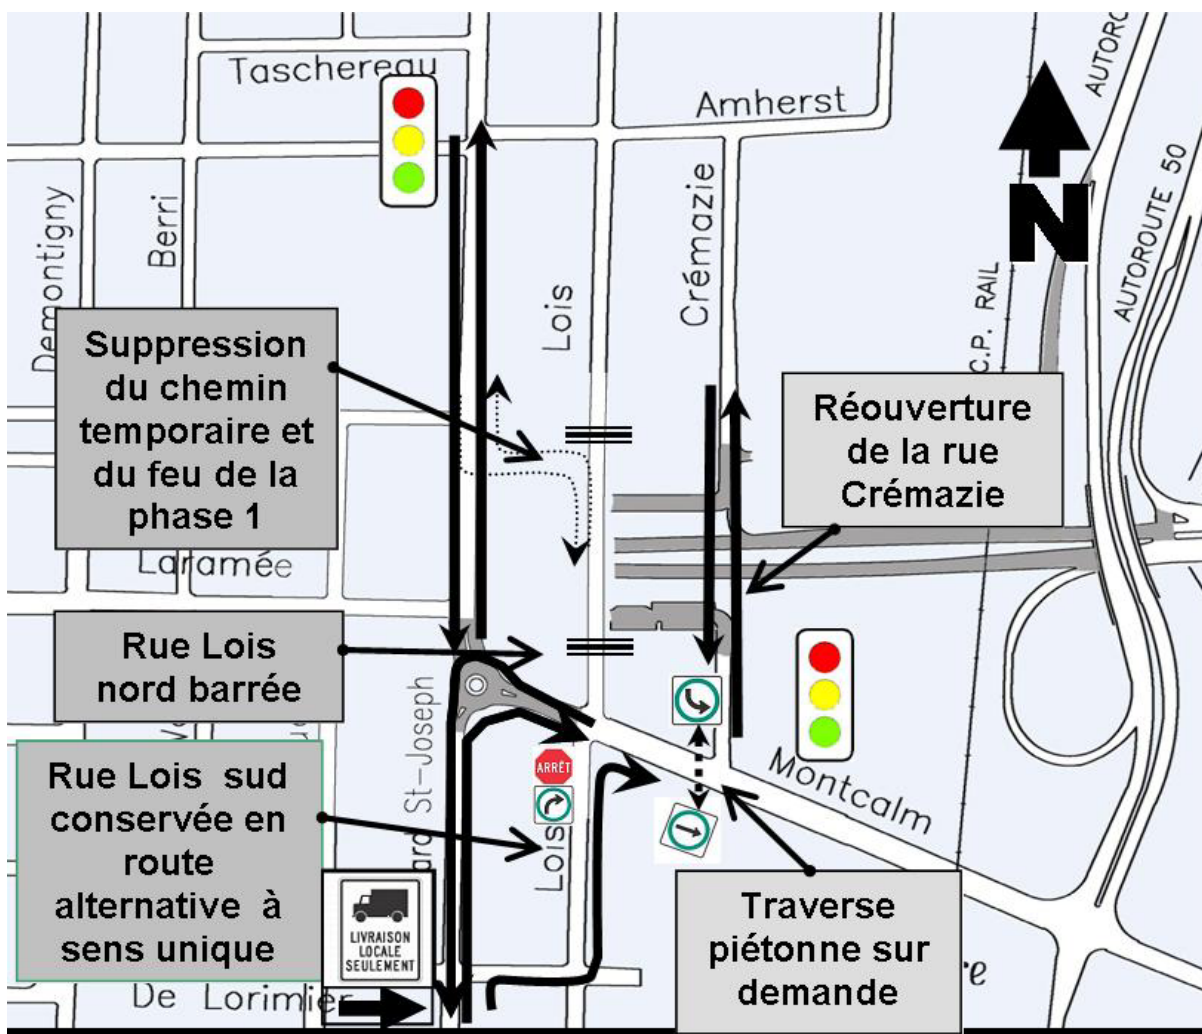 Taschereau
Amherst
AUTOROUTE 50
Demontigny
Berri
Lois
Crémazie
N
C.P. RAIL
Suppression
du chemin
temporaire et
du feu de la
phase 1
Réouverture
de la rue
Crémazie
Laramée
Rue Lois
nord barrée
St-Joseph
ARRÊT
Montcalm
Rue Lois sud
conservée en
route
alternative à
sens unique
Lois
LIVRAISON
LOCALE
SEULEMENT
Traverse
piétonne sur
demande
De Lorimier